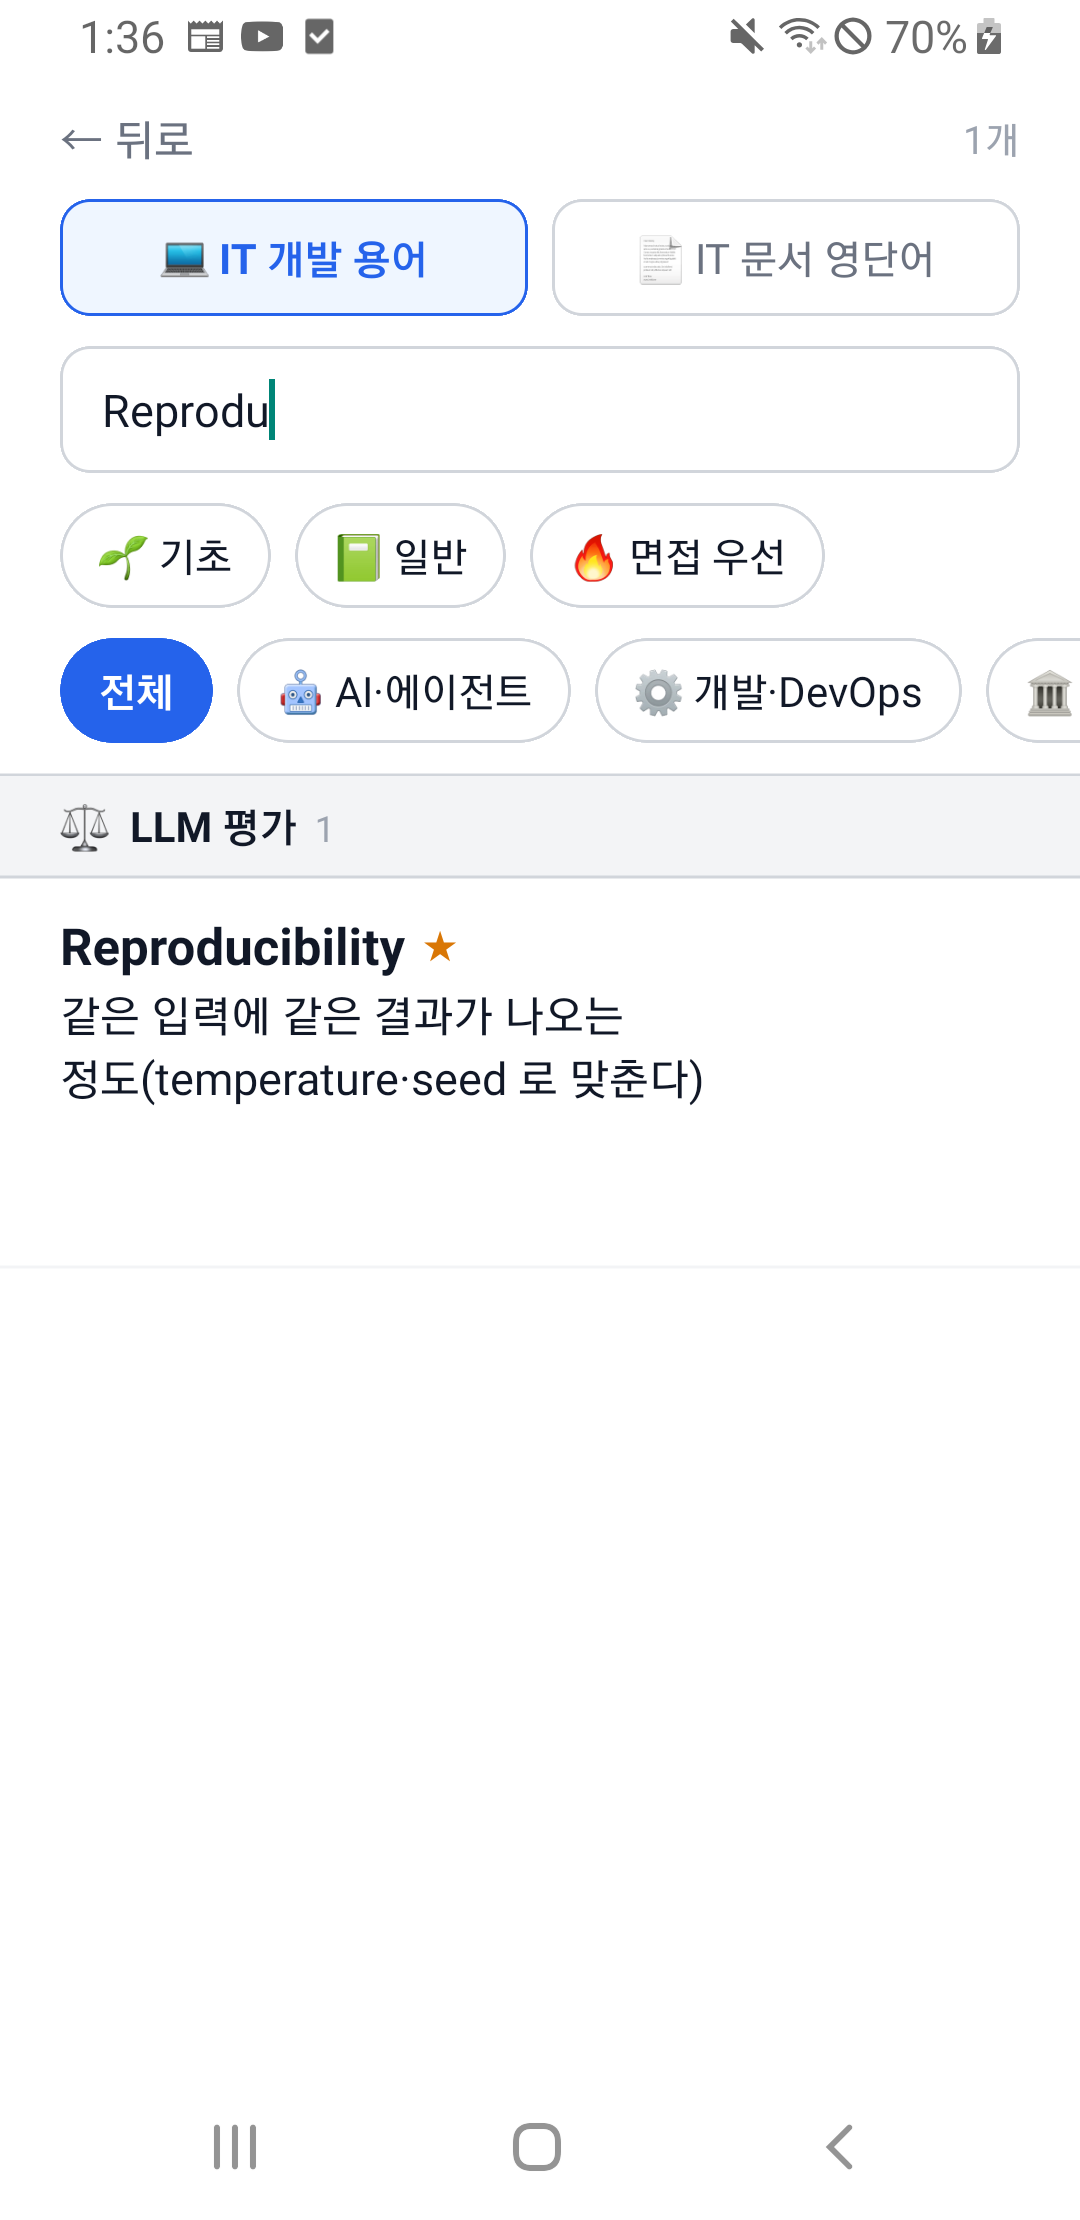 1:36 70%
← 뒤로 1개
IT 개발 용어 IT 문서 영단어
Reprodu
기초 일반 면접 우선
전체 AI·에이전트 개발·DevOps
LLM 평가 1
Reproducibility ★
같은 입력에 같은 결과가 나오는
정도(temperature·seed 로 맞춘다)